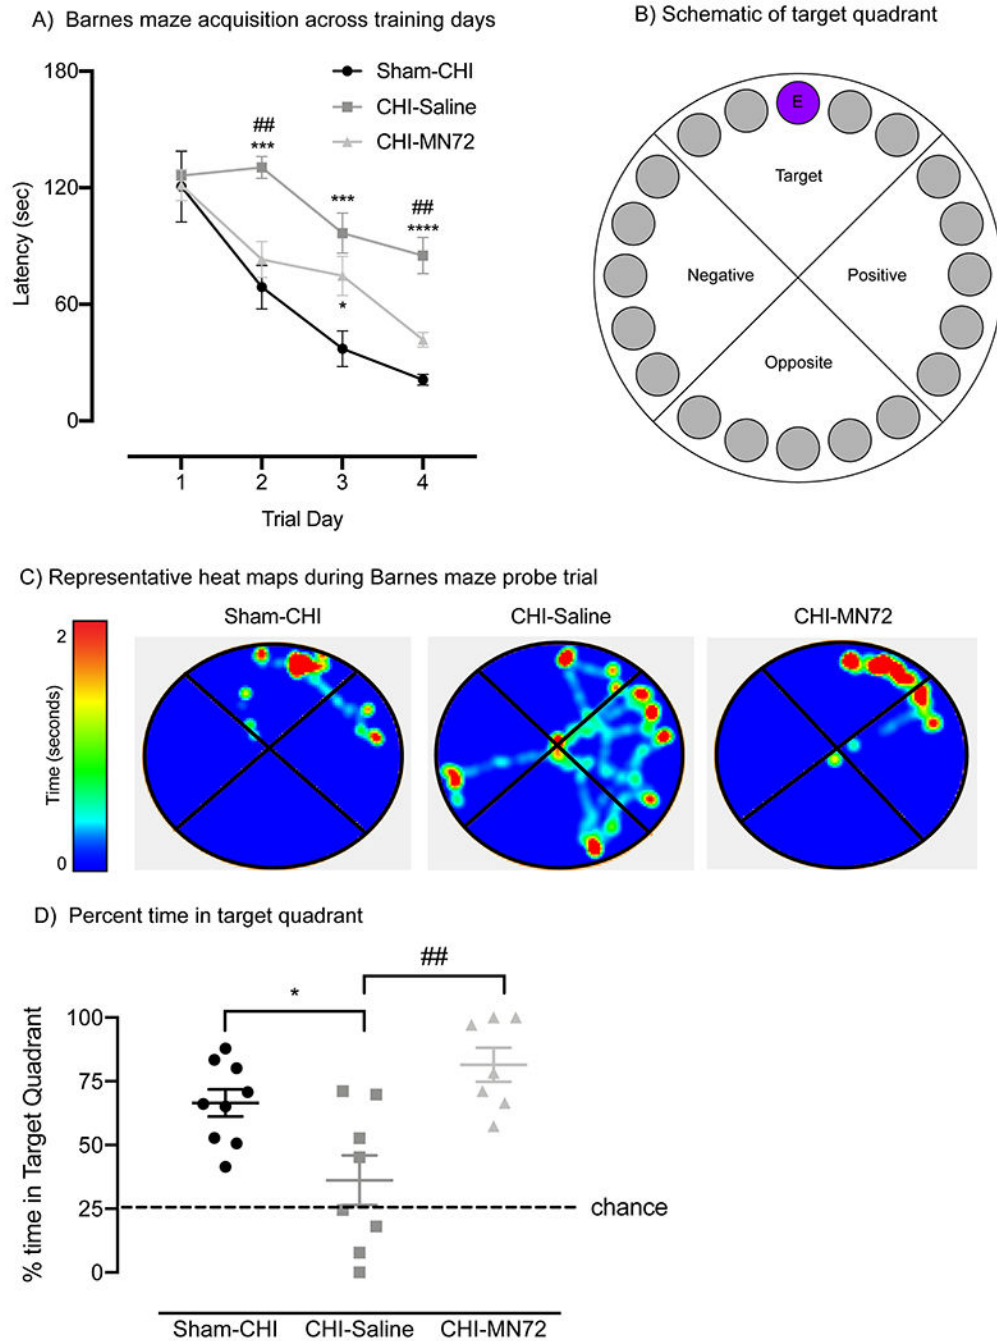 A) Barnes maze acquisition across training days
180
120
60
0
Latency (sec)
Sham-CHI
CHI-Saline
CHI-MN72
##
***
***
##
****
*
1 2 3 4
Trial Day
B) Schematic of target quadrant
E
Target
Negative
Positive
Opposite
C) Representative heat maps during Barnes maze probe trial
Sham-CHI
CHI-Saline
CHI-MN72
2
0
Time (seconds)
D) Percent time in target quadrant
##
*
100
75
50
25
0
% time in Target Quadrant
chance
Sham-CHI
CHI-Saline
CHI-MN72